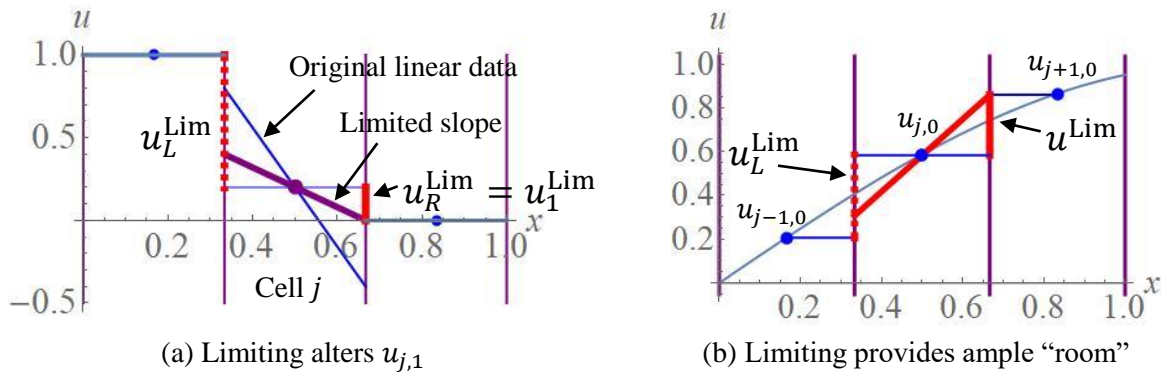 u
1.0
Original linear data
u_L^Lim
0.5
Limited slope
u_R^Lim = u_1^Lim
x
0.2 0.4 0.6 0.8 1.0
Cell j
−0.5
(a) Limiting alters u_{j,1}
u
1.0
u_{j+1,0}
0.8
u_{j,0}
u_L^Lim
u^Lim
0.6
0.4
u_{j−1,0}
0.2
x
0.2 0.4 0.6 0.8 1.0
(b) Limiting provides ample “room”